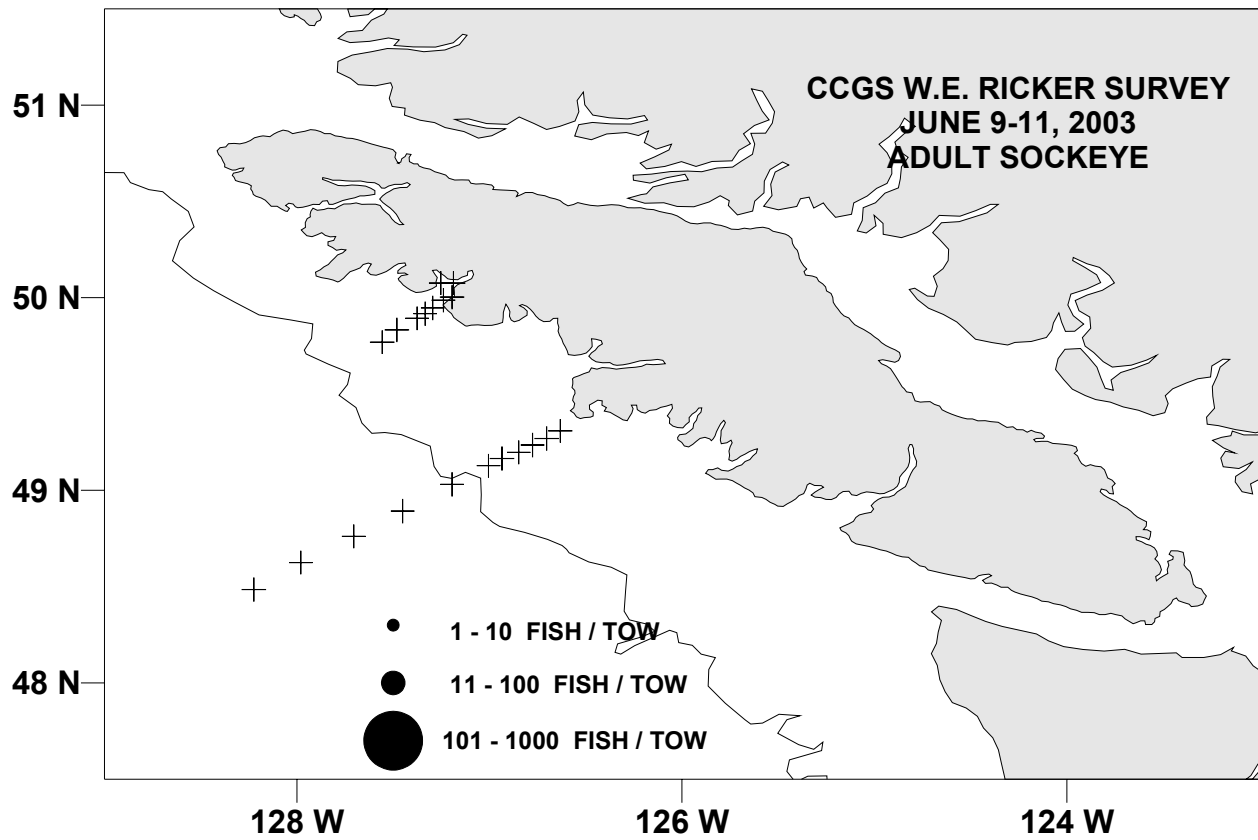 CCGS W.E. RICKER SURVEY
JUNE 9-11, 2003
ADULT SOCKEYE
51 N
50 N
49 N
48 N
1 - 10 FISH / TOW
11 - 100 FISH / TOW
101 - 1000 FISH / TOW
128 W
126 W
124 W